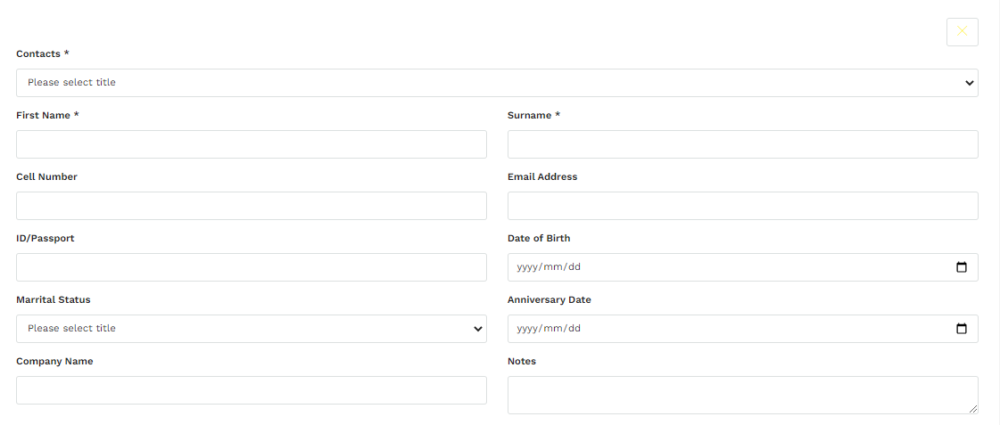 Contacts *
Please select title
First Name *
Surname *
Cell Number
Email Address
ID/Passport
Date of Birth
yyyy/mm/dd
Marrital Status
Anniversary Date
Please select title
yyyy/mm/dd
Company Name
Notes